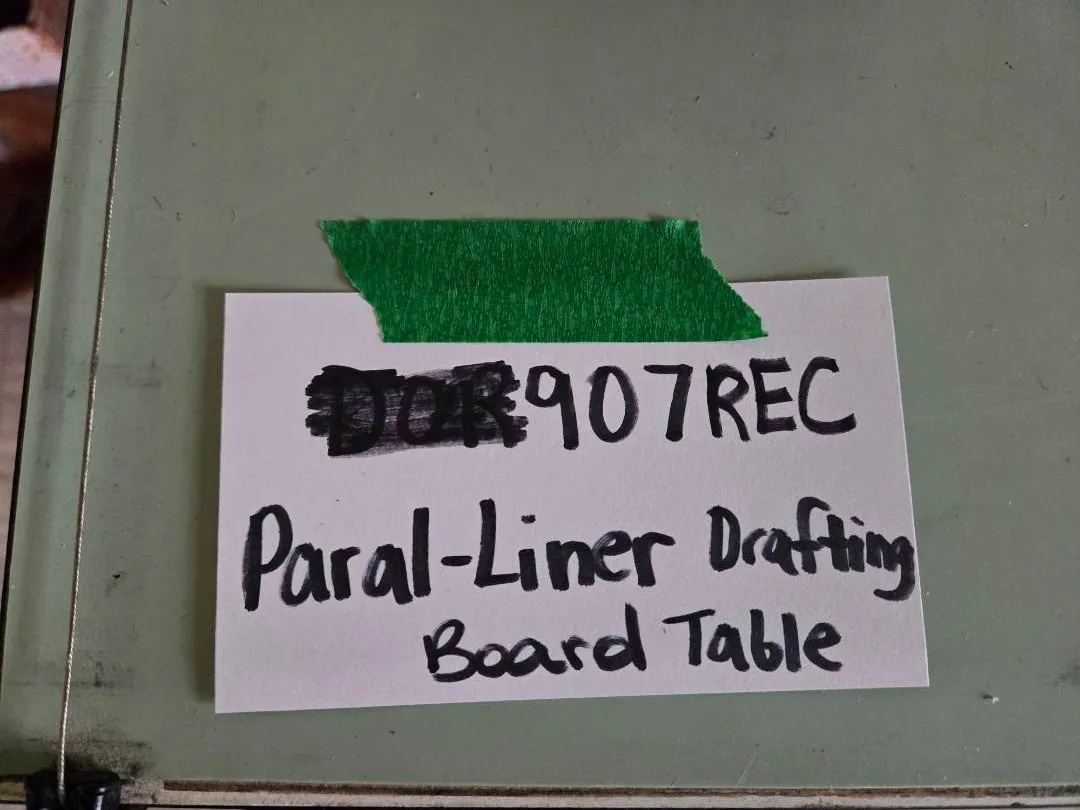 907REC
Paral-Liner Drafting
Board Table